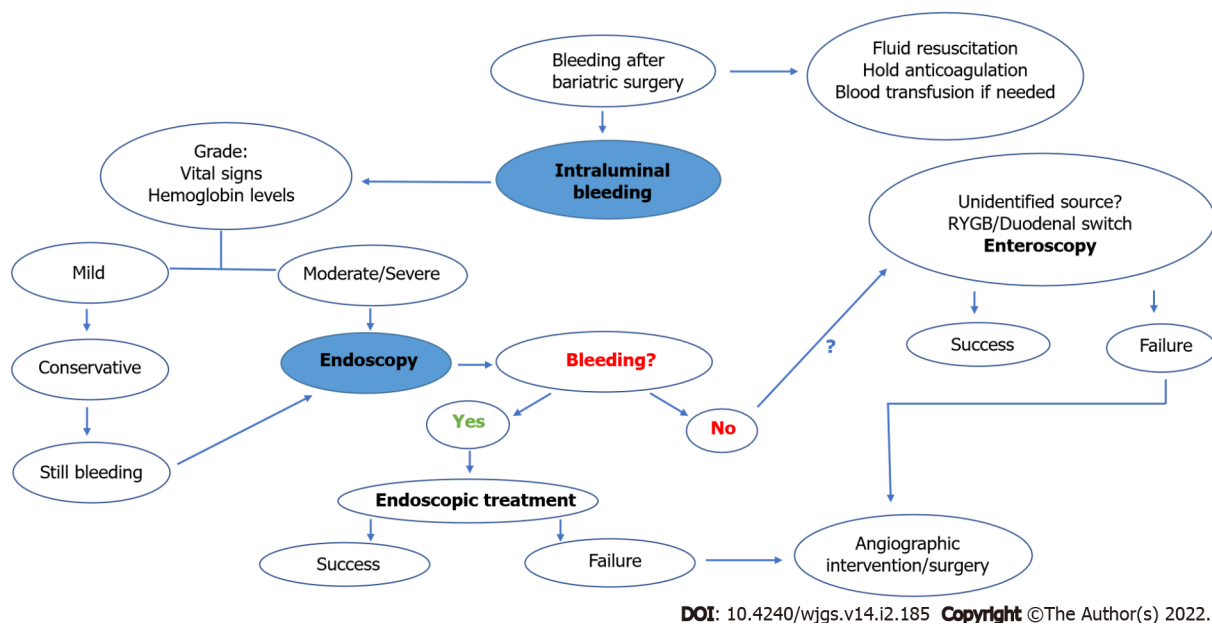 Bleeding after
bariatric surgery
Fluid resuscitation
Hold anticoagulation
Blood transfusion if needed
Grade:
Vital signs
Hemoglobin levels
Intraluminal
bleeding
Unidentified source?
RYGB/Duodenal switch
Enteroscopy
Mild
Moderate/Severe
Conservative
Endoscopy
Bleeding?
?
Success
Failure
Yes
No
Still bleeding
Endoscopic treatment
Success
Failure
Angiographic
intervention/surgery
DOI: 10.4240/wjgs.v14.i2.185 Copyright ©The Author(s) 2022.